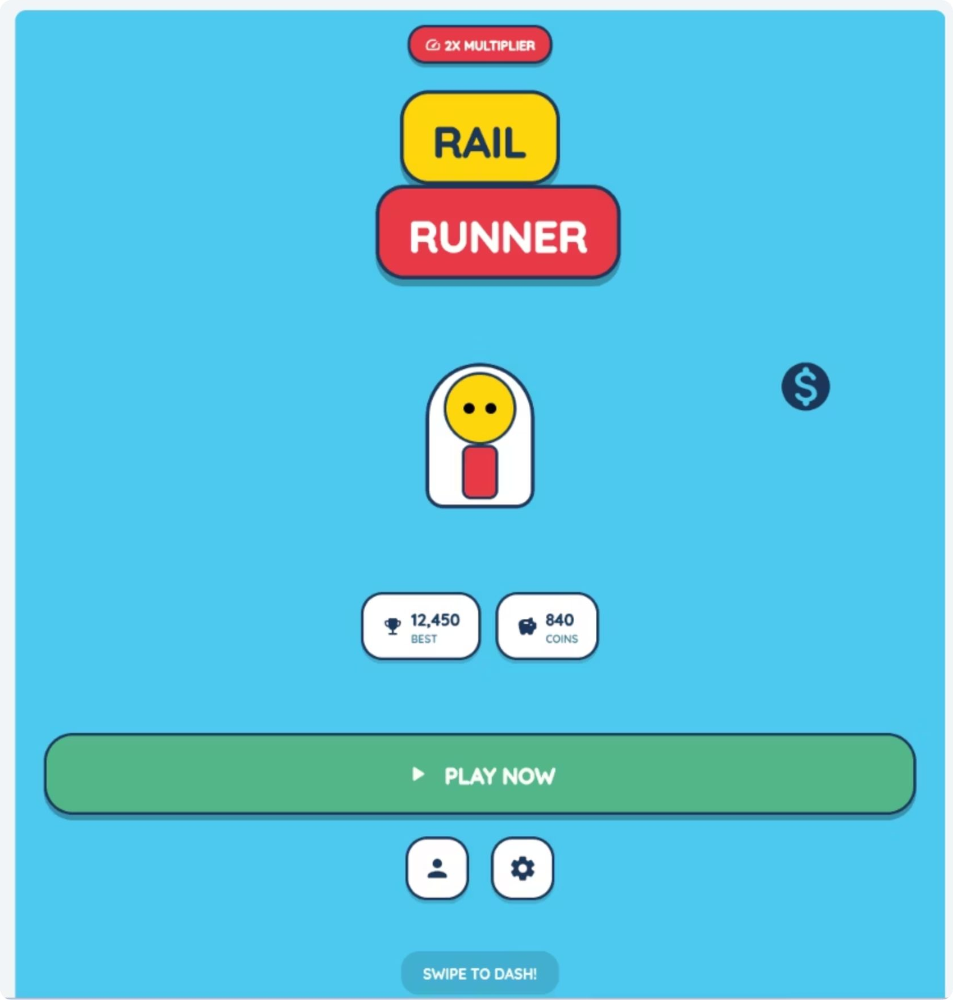 2X MULTIPLIER
RAIL
RUNNER
$
12,450
BEST
840
COINS
PLAY NOW
SWIPE TO DASH!